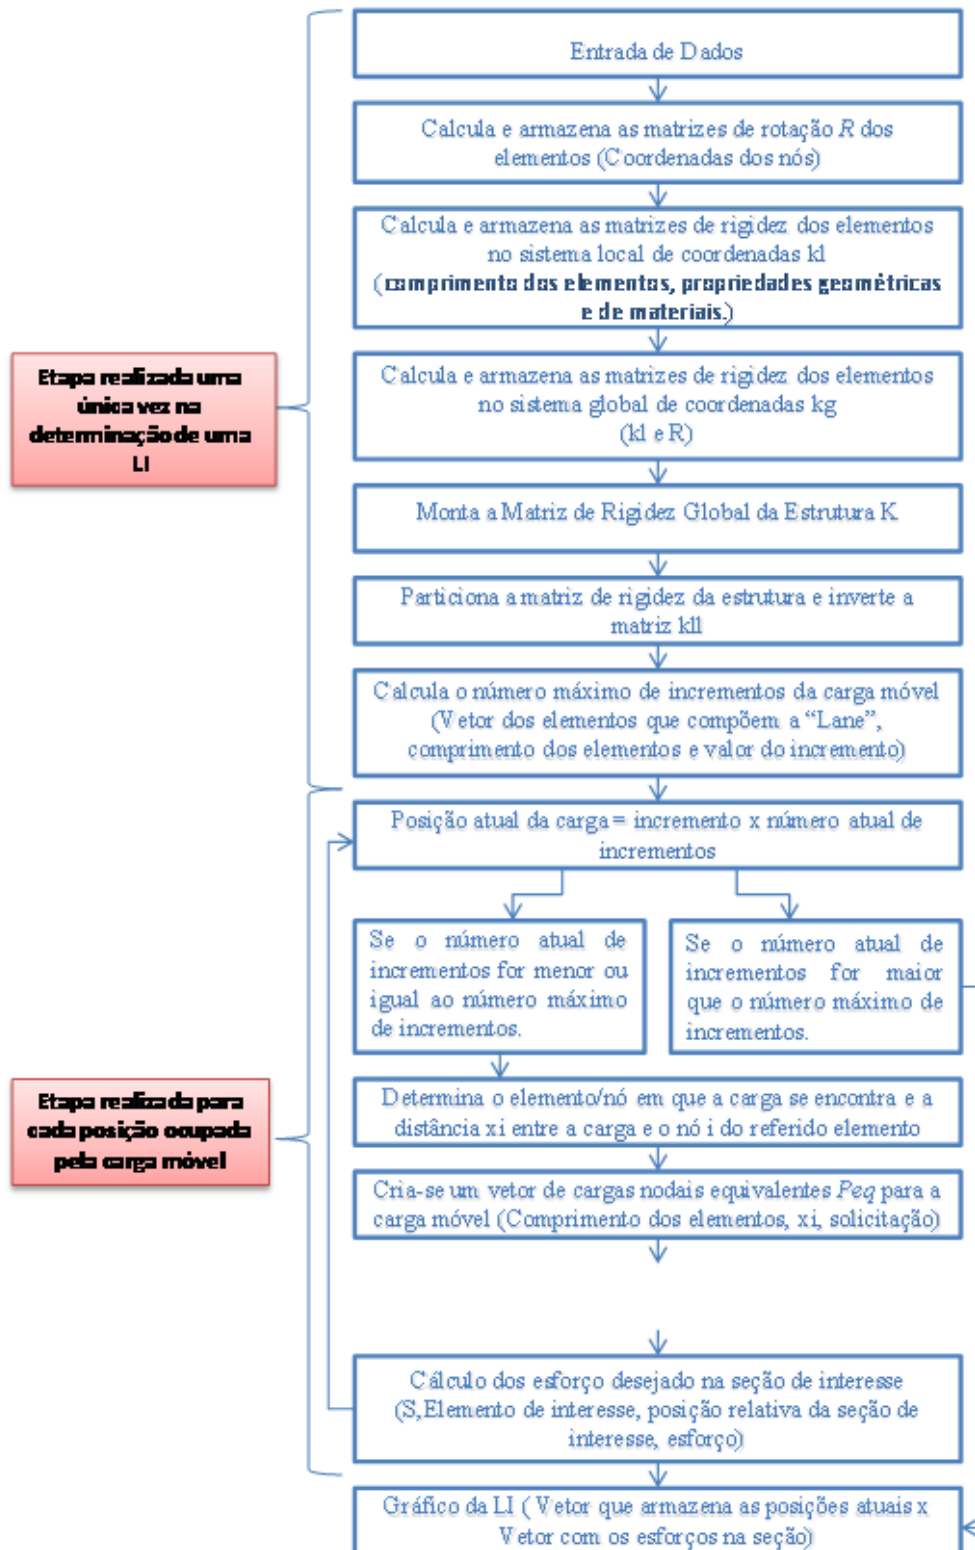 Entrada de Dados
Calcula e armazena as matrizes de rotação R dos
elementos (Coordenadas dos nós)
Calcula e armazena as matrizes de rigidez dos elementos
no sistema local de coordenadas kl
(comprimento dos elementos, propriedades geométricas
e de materiais.)
Etapa realizada uma
única vez na
determinação de uma
LI
Calcula e armazena as matrizes de rigidez dos elementos
no sistema global de coordenadas kg
(kl e R)
Monta a Matriz de Rigidez Global da Estrutura K
Particiona a matriz de rigidez da estrutura e inverte a
matriz kll
Calcula o número máximo de incrementos da carga móvel
(Vetor dos elementos que compõem a “Lane”,
comprimento dos elementos e valor do incremento)
Posição atual da carga = incremento x número atual de
incrementos
Se o número atual de
incrementos for menor ou
igual ao número máximo
de incrementos.
Se o número atual de
incrementos for maior
que o número máximo de
incrementos.
Etapa realizada para
cada posição ocupada
pela carga móvel
Determina o elemento/nó em que a carga se encontra e a
distância xi entre a carga e o nó i do referido elemento
Cria-se um vetor de cargas nodais equivalentes Peq para a
carga móvel (Comprimento dos elementos, xi, solicitação)
Cálculo dos esforço desejado na seção de interesse
(S,Elemento de interesse, posição relativa da seção de
interesse, esforço)
Gráfico da LI ( Vetor que armazena as posições atuais x
Vetor com os esforços na seção)